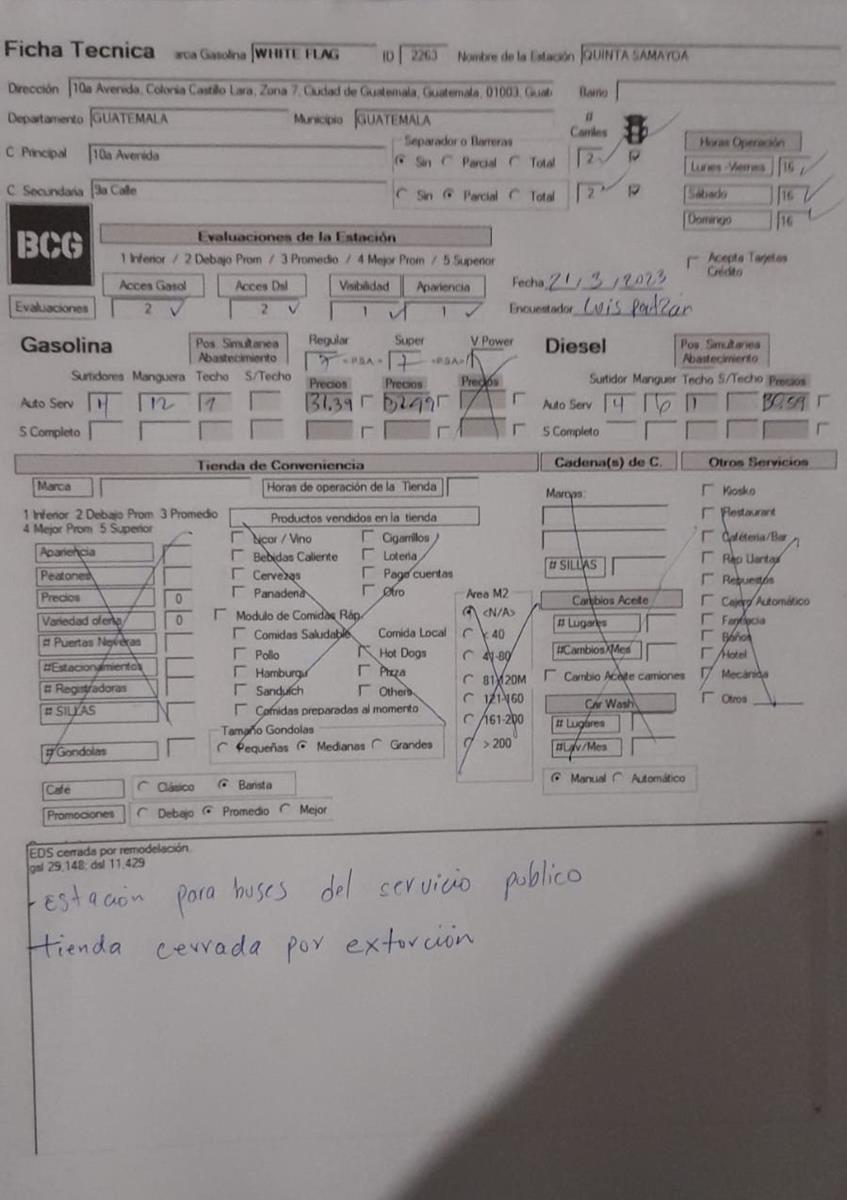 Ficha Tecnica arca Gasolina WHITE FLAG ID 2263 Nombre de la Estación QUINTA SAMAYOA
Dirección 10a Avenida, Colonia Castillo Lara, Zona 7, Ciudad de Guatemala, Guatemala, 01003, Guat Barrio
Departamento GUATEMALA Municipio GUATEMALA # Carriles
Separador o Barreras
C Principal 10a Avenida Sin Parcial Total 2
C. Secundaria 9a Calle Sin Parcial Total 2
Horas Operación
Lunes -Viernes 16
Sábado 16
Domingo 16
BCG
Evaluaciones de la Estación
1 Inferior / 2 Debajo Prom / 3 Promedio / 4 Mejor Prom / 5 Superior
Acepta Tarjetas Crédito
Acces Gasol Acces Dsl Visibilidad Apariencia
Evaluaciones 2 2 1 1
Fecha 21/3/2023
Encuestador Luis
Gasolina Pos. Simultanea Abastecimiento Regular Super V Power
<PSA> 7 <PSA>
Surtidores Manguera Techo S/Techo Precios Precios Precios
Auto Serv 4 12 31.39 32.99
S Completo
Diesel Pos. Simultanea Abastecimiento
Surtidor Manguer Techo S/Techo Precios
Auto Serv 4 6 1
S Completo
Tienda de Conveniencia
Marca Horas de operación de la Tienda
1 Inferior 2 Debajo Prom 3 Promedio
4 Mejor Prom 5 Superior
Apariencia
Peatones
Precios 0
Variedad oferta 0
# Puertas Neveras
#Estacionamientos
# Registradoras
# SILLAS
# Gondolas
Productos vendidos en la tienda
Licor / Vino Cigarrillos
Bebidas Caliente Loteria
Cervezas Pago cuentas
Panaderia Otro
Modulo de Comidas Ráp.
Comidas Saludable Comida Local
Pollo Hot Dogs
Hamburgu Pizza
Sandwich Others
Comidas preparadas al momento
Tamaño Gondolas
Pequeñas Medianas Grandes
Area M2
<N/A>
< 40
41-80
81-120M
121-160
161-200
> 200
Cadena(s) de C.
Marcas:
# SILLAS
Cambios Aceite
# Lugares
#Cambios/Mes
Cambio Aceite camiones
Car Wash
# Lugares
#Lav/Mes
Manual Automático
Otros Servicios
Kiosko
Restaurant
Cafeteria/Bar
Rep Llantas
Repuestos
Cajero Automático
Farmacia
Baños
Hotel
Mecánica
Otros
Café Clásico Barista
Promociones Debajo Promedio Mejor
EDS cerrada por remodelación.
gsl 29,148; dsl 11,429
- Estación para buses del servicio publico
tienda cerrada por extorción